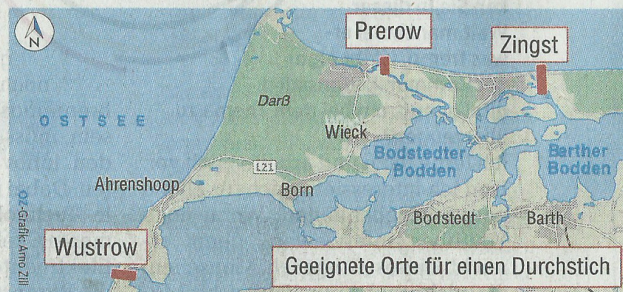 N
Prerow
Zingst
Darß
OSTSEE
Wieck
Bodstedter
Bodden
Barther
Bodden
L21
Ahrenshoop
Born
Bodstedt
Barth
Wustrow
Geeignete Orte für einen Durchstich
OZ-Grafik: Arno Zill